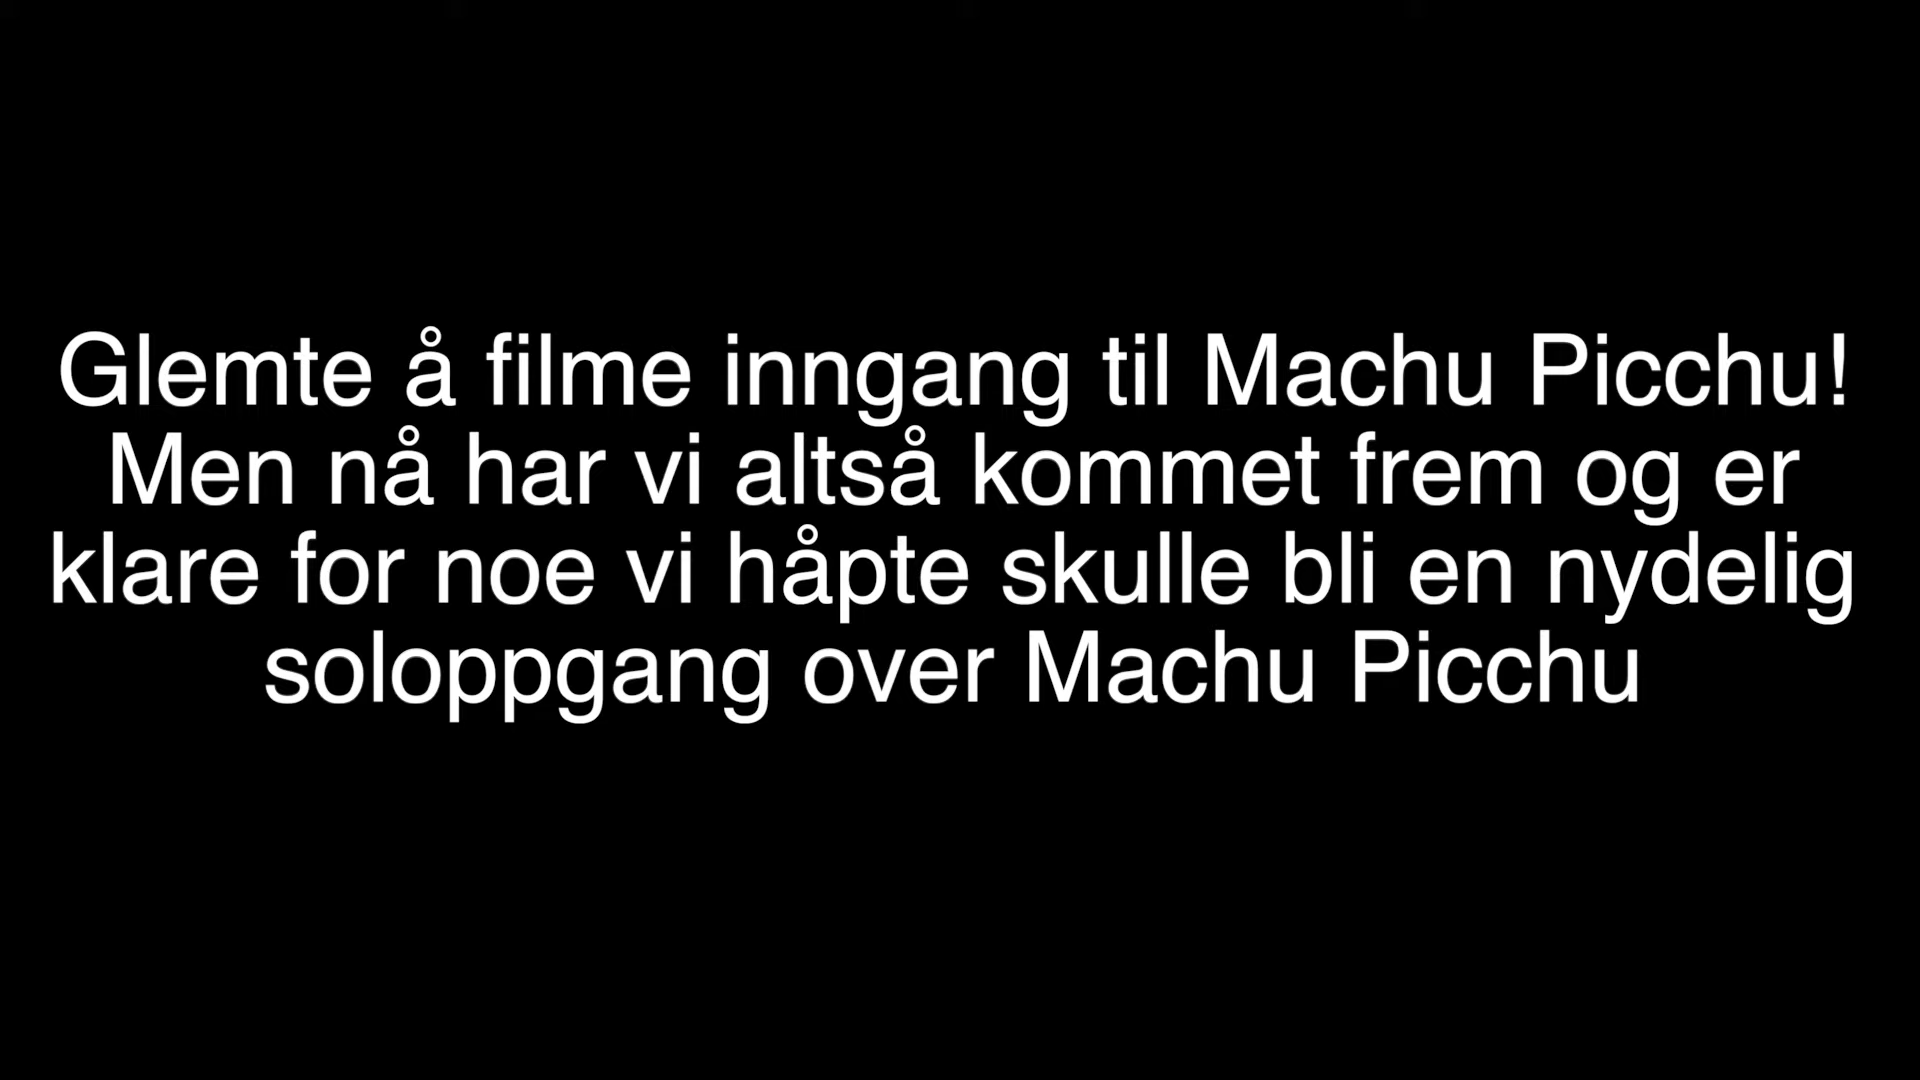 Glemte å filme inngang til Machu Picchu!
Men nå har vi altså kommet frem og er
klare for noe vi håpte skulle bli en nydelig
soloppgang over Machu Picchu